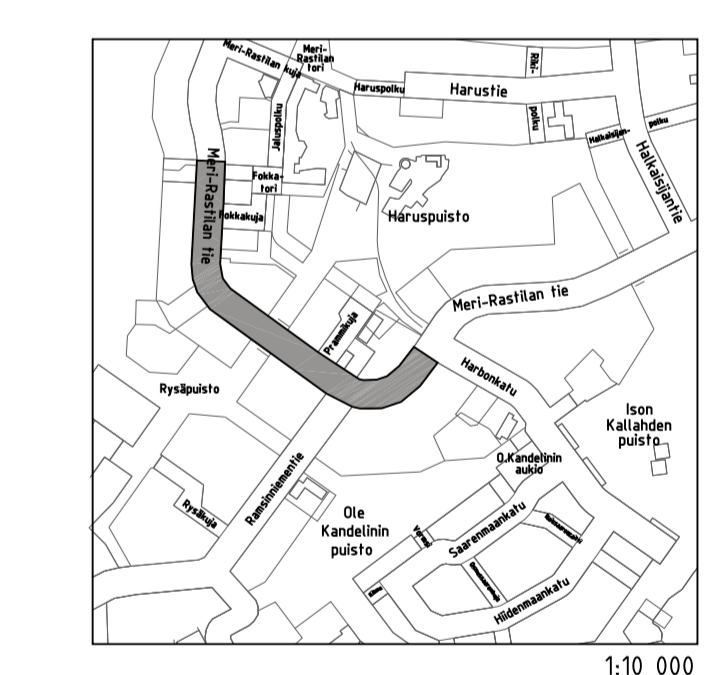 Meri-Rastilan kuja
Meri-
Rastilan
tori
Riki-
polku
Haruspolku
Harustie
Jaluspolku
Halkaisijan-
polku
Halkaisijantie
Meri-Rastilan tie
Fokka-
tori
Fokkakuja
Haruspuisto
Meri-Rastilan tie
Prammikuja
Harbonkatu
Rysäpuisto
Ison
Kallahden
puisto
O.Kandelinin
aukio
Ramsinniementie
Rysäkuja
Ole
Kandelinin
puisto
Saarenmaankatu
Hiidenmaankatu
1:10 000